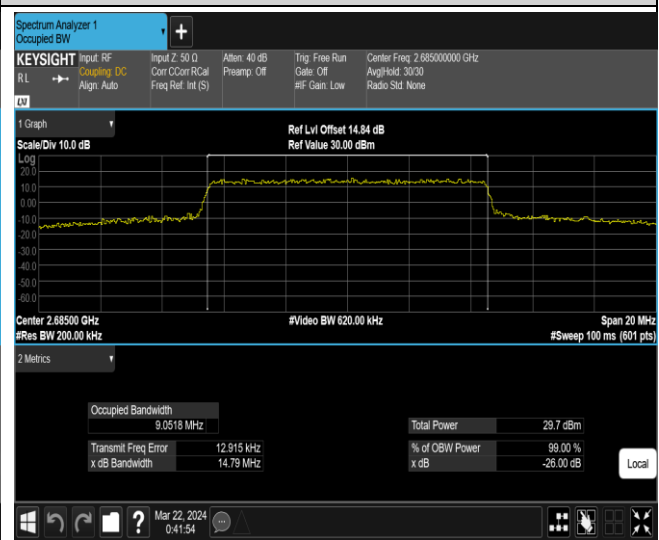 Spectrum Analyzer 1
Occupied BW
+
KEYSIGHT
RL
LXI
Input: RF
Coupling: DC
Align: Auto
Input Z: 50 Ω
Corr CCorr RCal
Freq Ref: Int (S)
Atten: 40 dB
Preamp: Off
Trig: Free Run
Gate: Off
#IF Gain: Low
Center Freq: 2.685000000 GHz
Avg|Hold: 30/30
Radio Std: None
1 Graph
Scale/Div 10.0 dB
Ref Lvl Offset 14.84 dB
Ref Value 30.00 dBm
Log
20.0
10.0
0.00
-10.0
-20.0
-30.0
-40.0
-50.0
-60.0
Center 2.68500 GHz
#Res BW 200.00 kHz
#Video BW 620.00 kHz
Span 20 MHz
#Sweep 100 ms (601 pts)
2 Metrics
Occupied Bandwidth
9.0518 MHz
Total Power 29.7 dBm
Transmit Freq Error 12.915 kHz
% of OBW Power 99.00 %
x dB Bandwidth 14.79 MHz
x dB -26.00 dB
Local
?
Mar 22, 2024
0:41:54